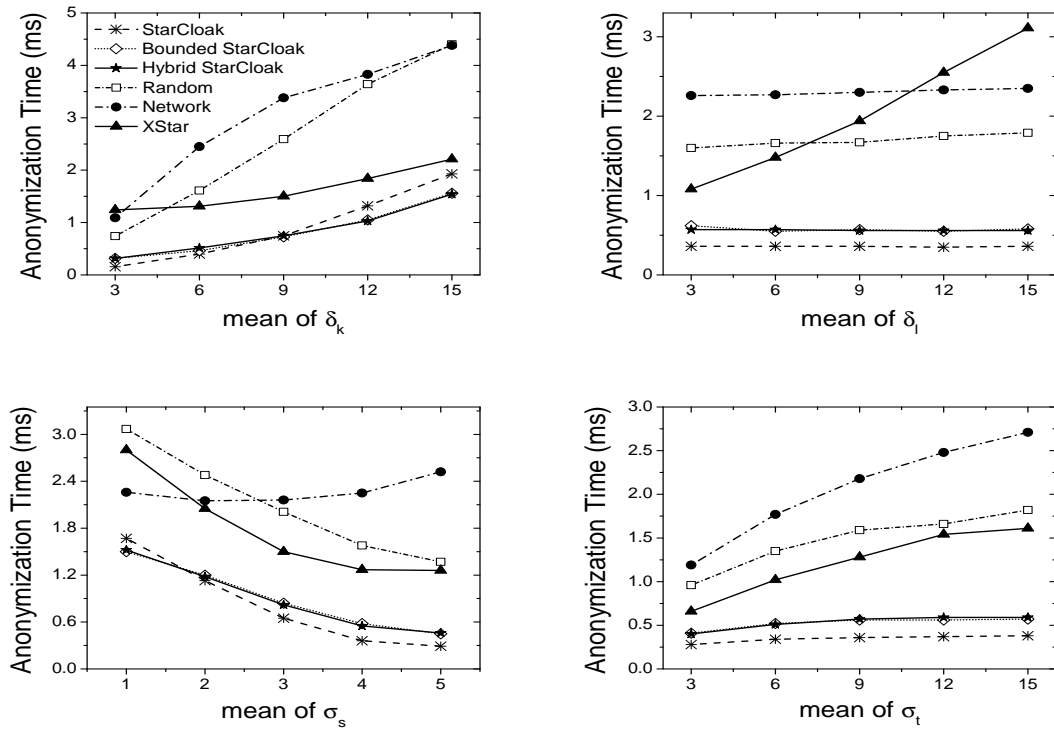 Anonymization Time (ms)
5
4
3
2
1
0
StarCloak
Bounded StarCloak
Hybrid StarCloak
Random
Network
XStar
3 6 9 12 15
mean of δk
Anonymization Time (ms)
3
2
1
0
3 6 9 12 15
mean of δl
Anonymization Time (ms)
3.0
2.4
1.8
1.2
0.6
0.0
1 2 3 4 5
mean of σs
Anonymization Time (ms)
3.0
2.5
2.0
1.5
1.0
0.5
0.0
3 6 9 12 15
mean of σt